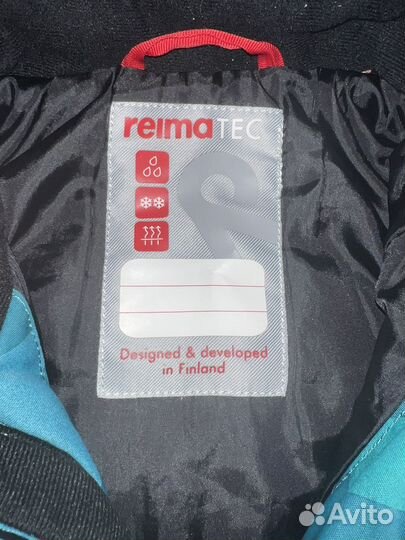 reimaTEC
Designed & developed
in Finland
Avito